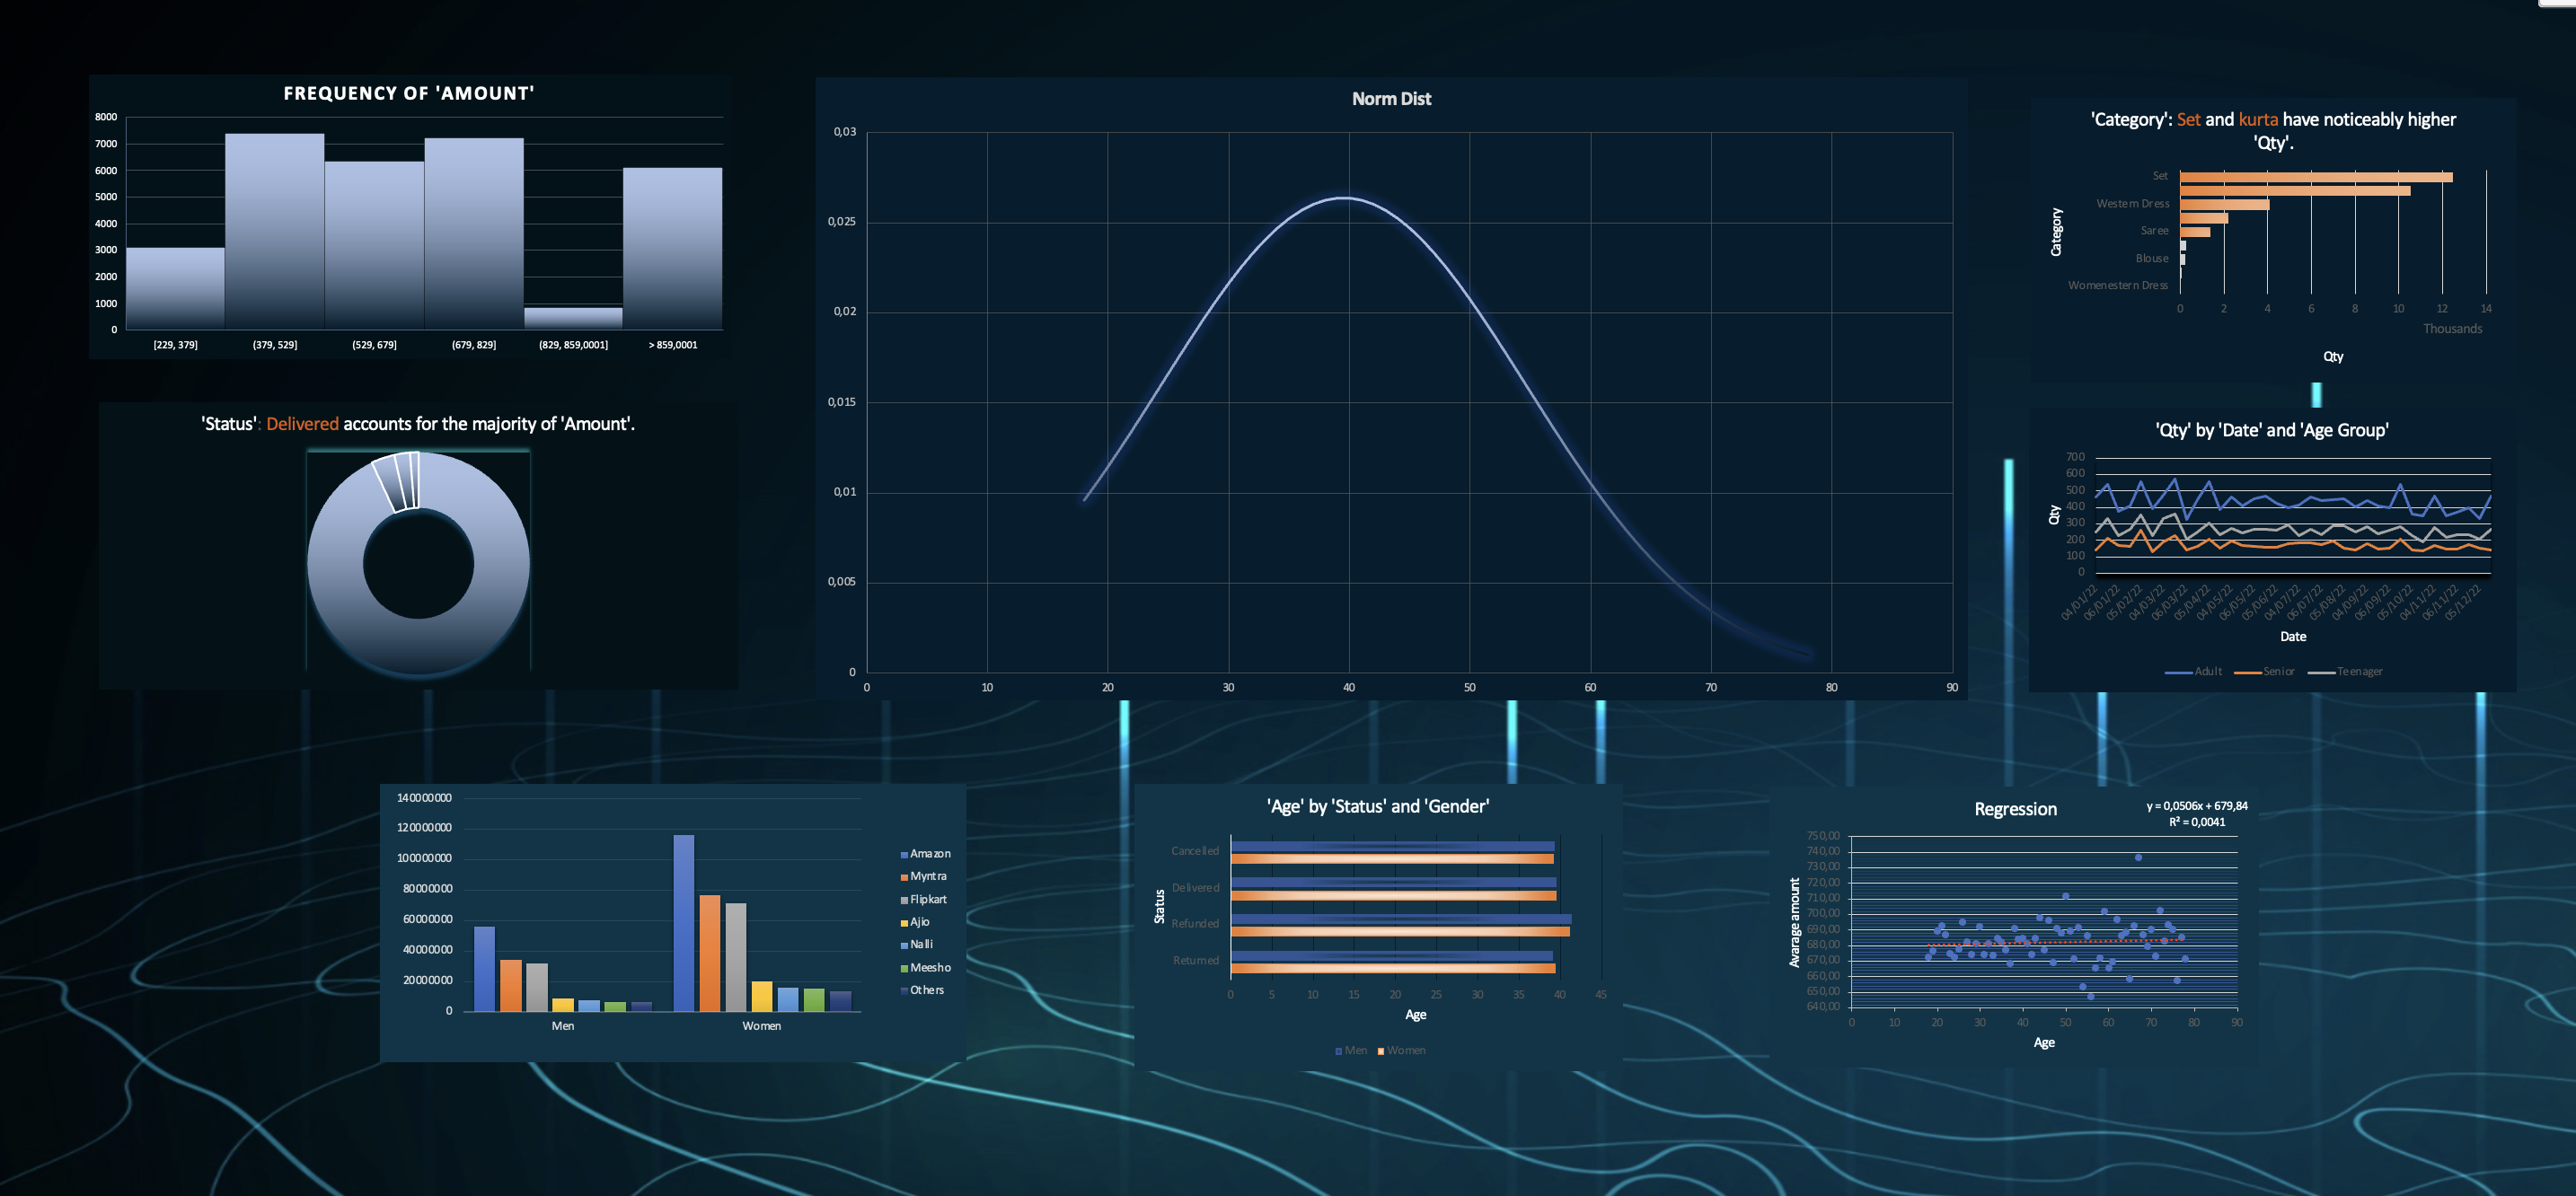 FREQUENCY OF 'AMOUNT'
8000
7000
6000
5000
4000
3000
2000
1000
0
[229, 379]
(379, 529]
(529, 679]
(679, 829]
(829, 859,0001]
> 859,0001
Norm Dist
0,03
0,025
0,02
0,015
0,01
0,005
0
0
10
20
30
40
50
60
70
80
90
'Category': Set and kurta have noticeably higher
'Qty'.
Category
Set
Western Dress
Saree
Blouse
Womenestern Dress
0
2
4
6
8
10
12
14
Thousands
Qty
'Status': Delivered accounts for the majority of 'Amount'.
'Qty' by 'Date' and 'Age Group'
Qty
700
600
500
400
300
200
100
0
04/01/22
06/01/22
05/02/22
04/03/22
06/03/22
05/04/22
04/05/22
06/05/22
05/06/22
04/07/22
06/07/22
05/08/22
04/09/22
06/09/22
05/10/22
04/11/22
06/11/22
05/12/22
Date
Adult
Senior
Teenager
140000000
120000000
100000000
80000000
60000000
40000000
20000000
0
Men
Women
Amazon
Myntra
Flipkart
Ajio
Nalli
Meesho
Others
'Age' by 'Status' and 'Gender'
Status
Cancelled
Delivered
Refunded
Returned
0
5
10
15
20
25
30
35
40
45
Age
Men
Women
Regression
y = 0,0506x + 679,84
R² = 0,0041
Avarage amount
750,00
740,00
730,00
720,00
710,00
700,00
690,00
680,00
670,00
660,00
650,00
640,00
0
10
20
30
40
50
60
70
80
90
Age